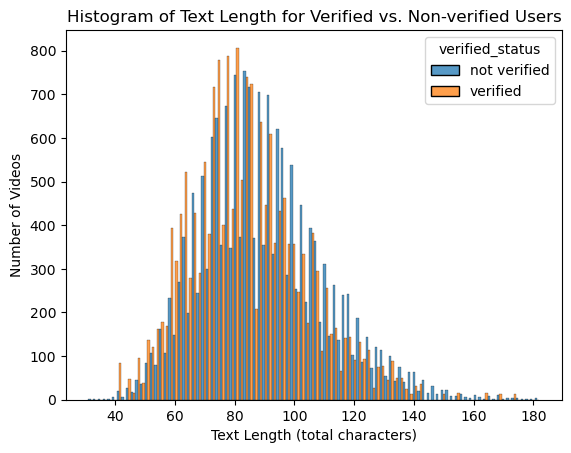 Histogram of Text Length for Verified vs. Non-verified Users
verified_status
not verified
verified
Number of Videos
800
700
600
500
400
300
200
100
0
40 60 80 100 120 140 160 180
Text Length (total characters)